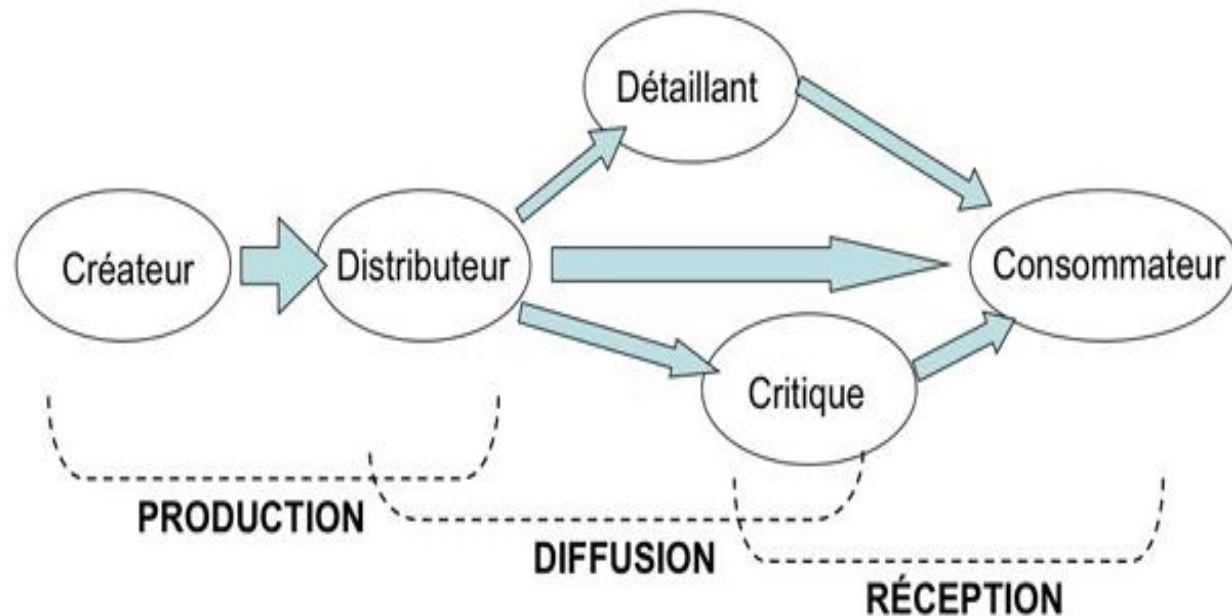 Détaillant
Créateur
Distributeur
Consommateur
Critique
PRODUCTION
DIFFUSION
RÉCEPTION